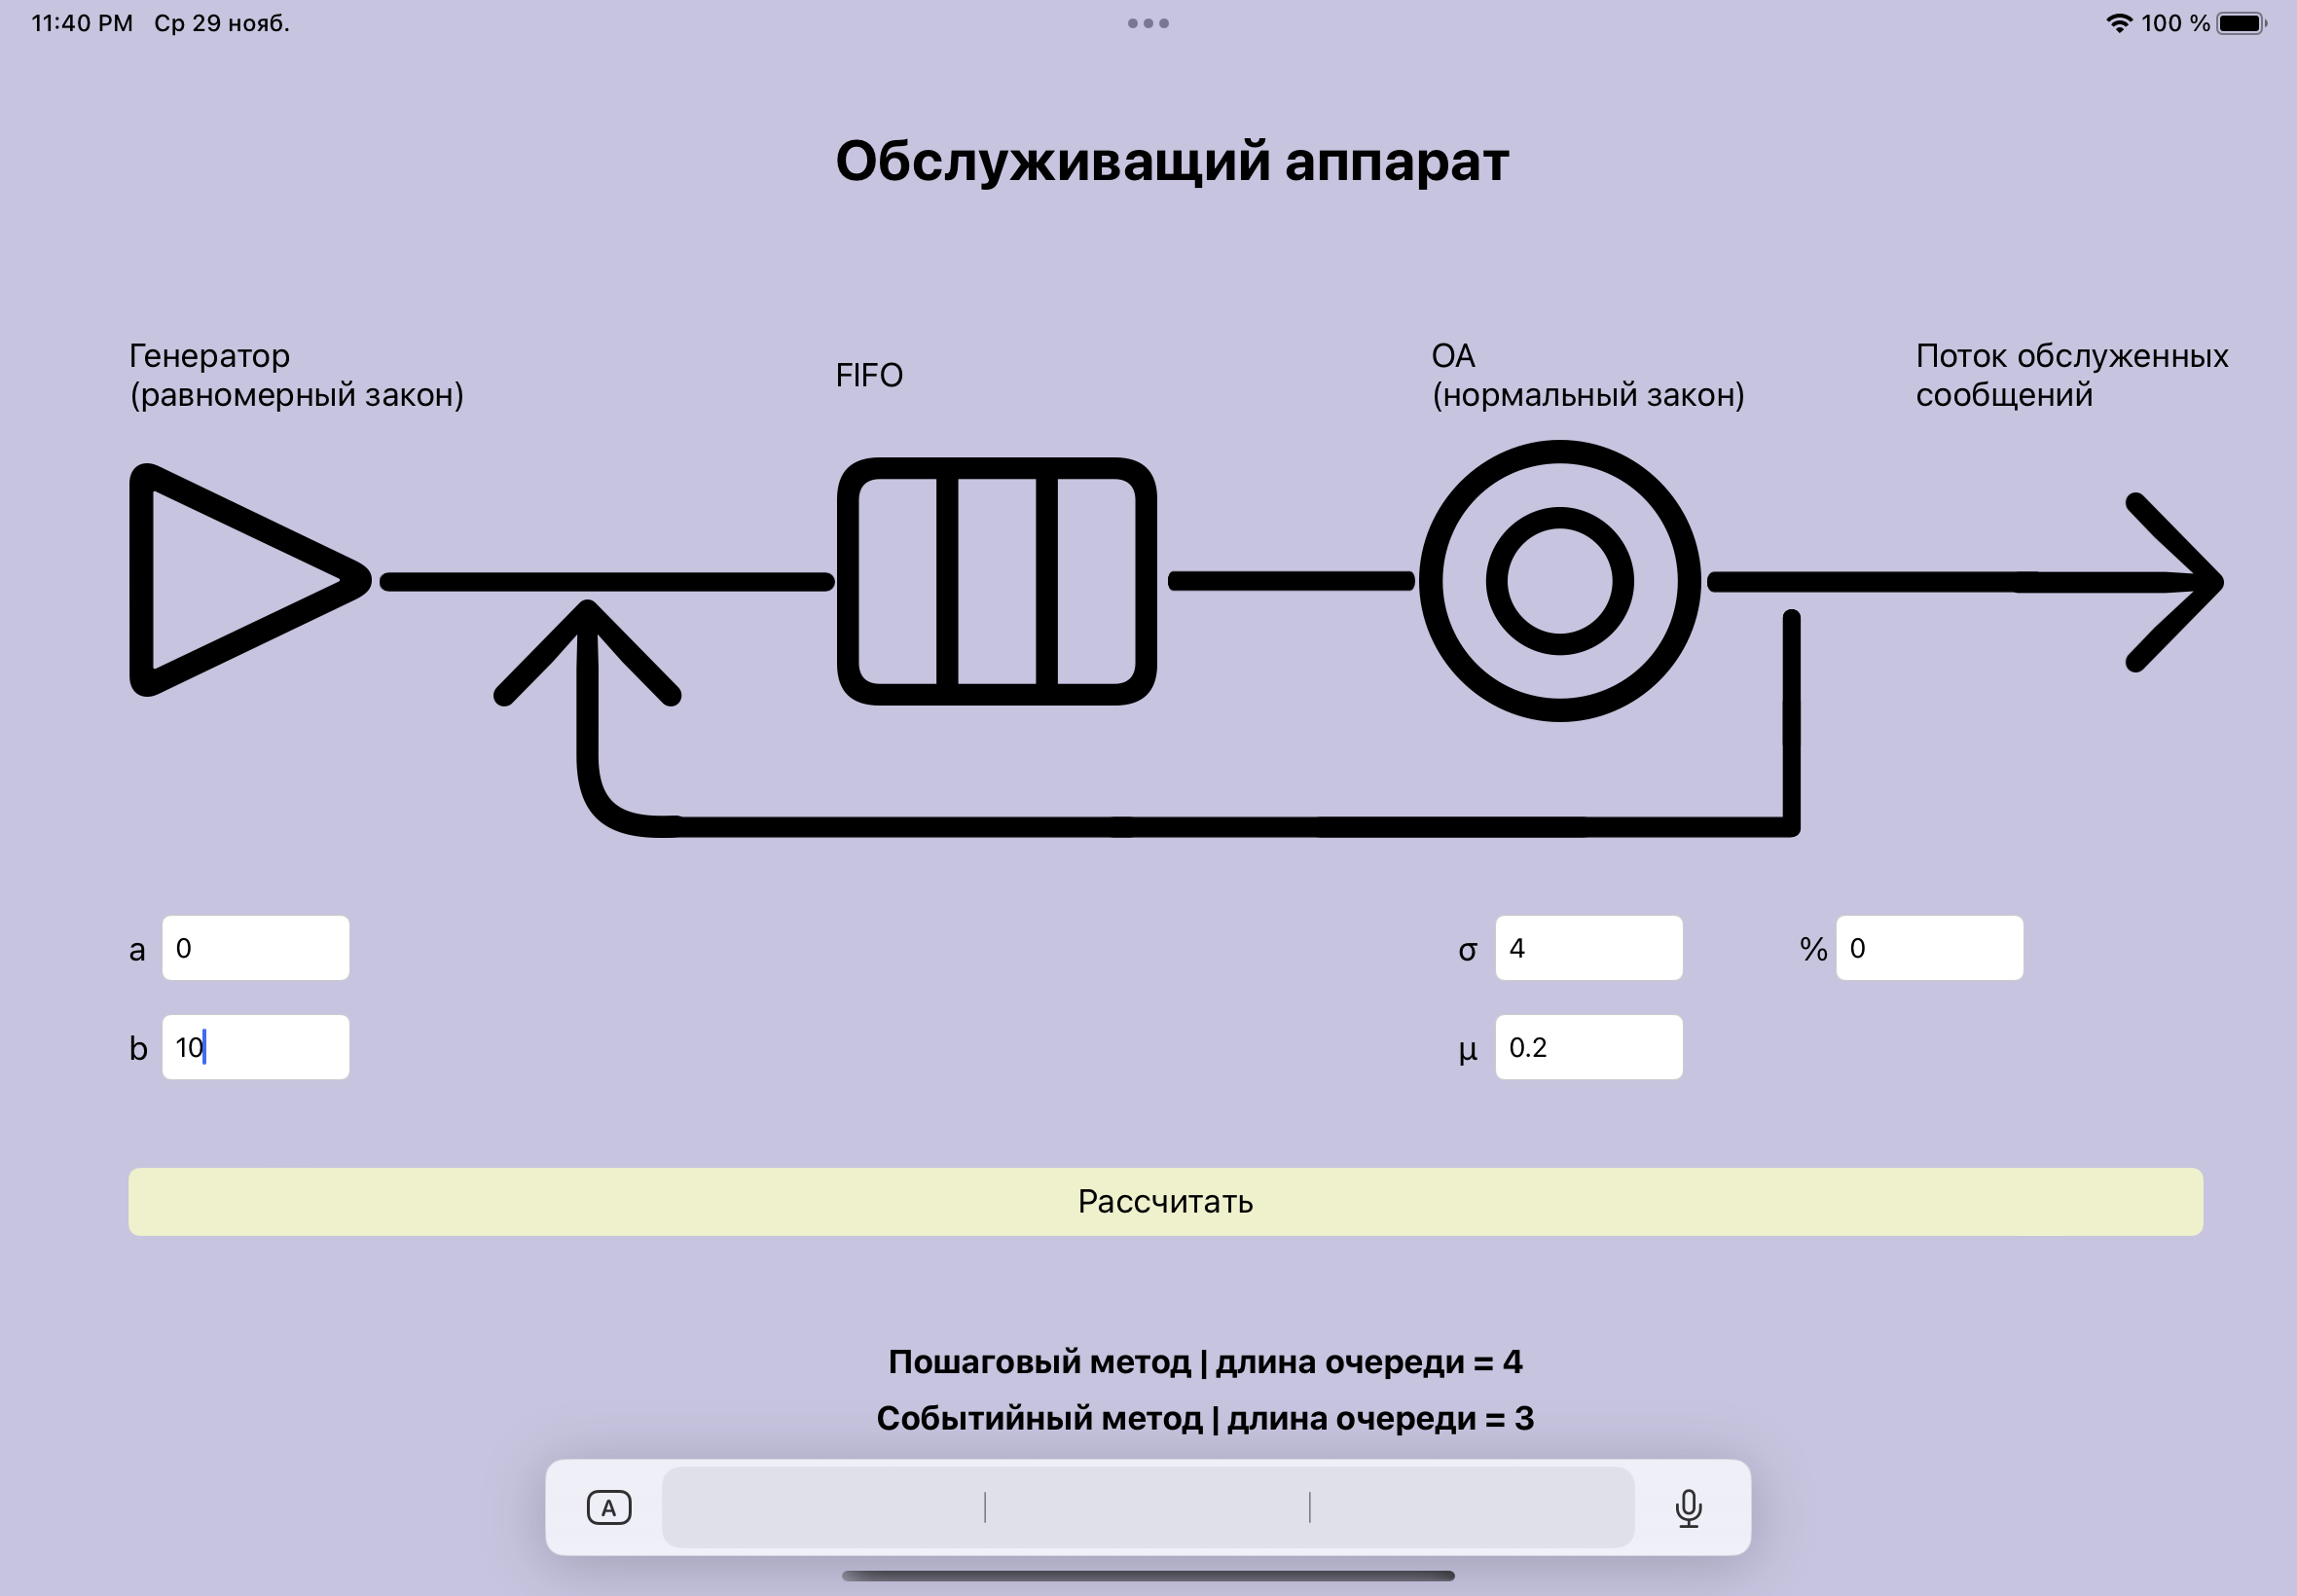 11:40 PM Ср 29 нояб.
100 %
Обслуживащий аппарат
Генератор
(равномерный закон)
FIFO
ОА
(нормальный закон)
Поток обслуженных
сообщений
a 0
σ 4
% 0
b 10
μ 0.2
Рассчитать
Пошаговый метод | длина очереди = 4
Событийный метод | длина очереди = 3
A